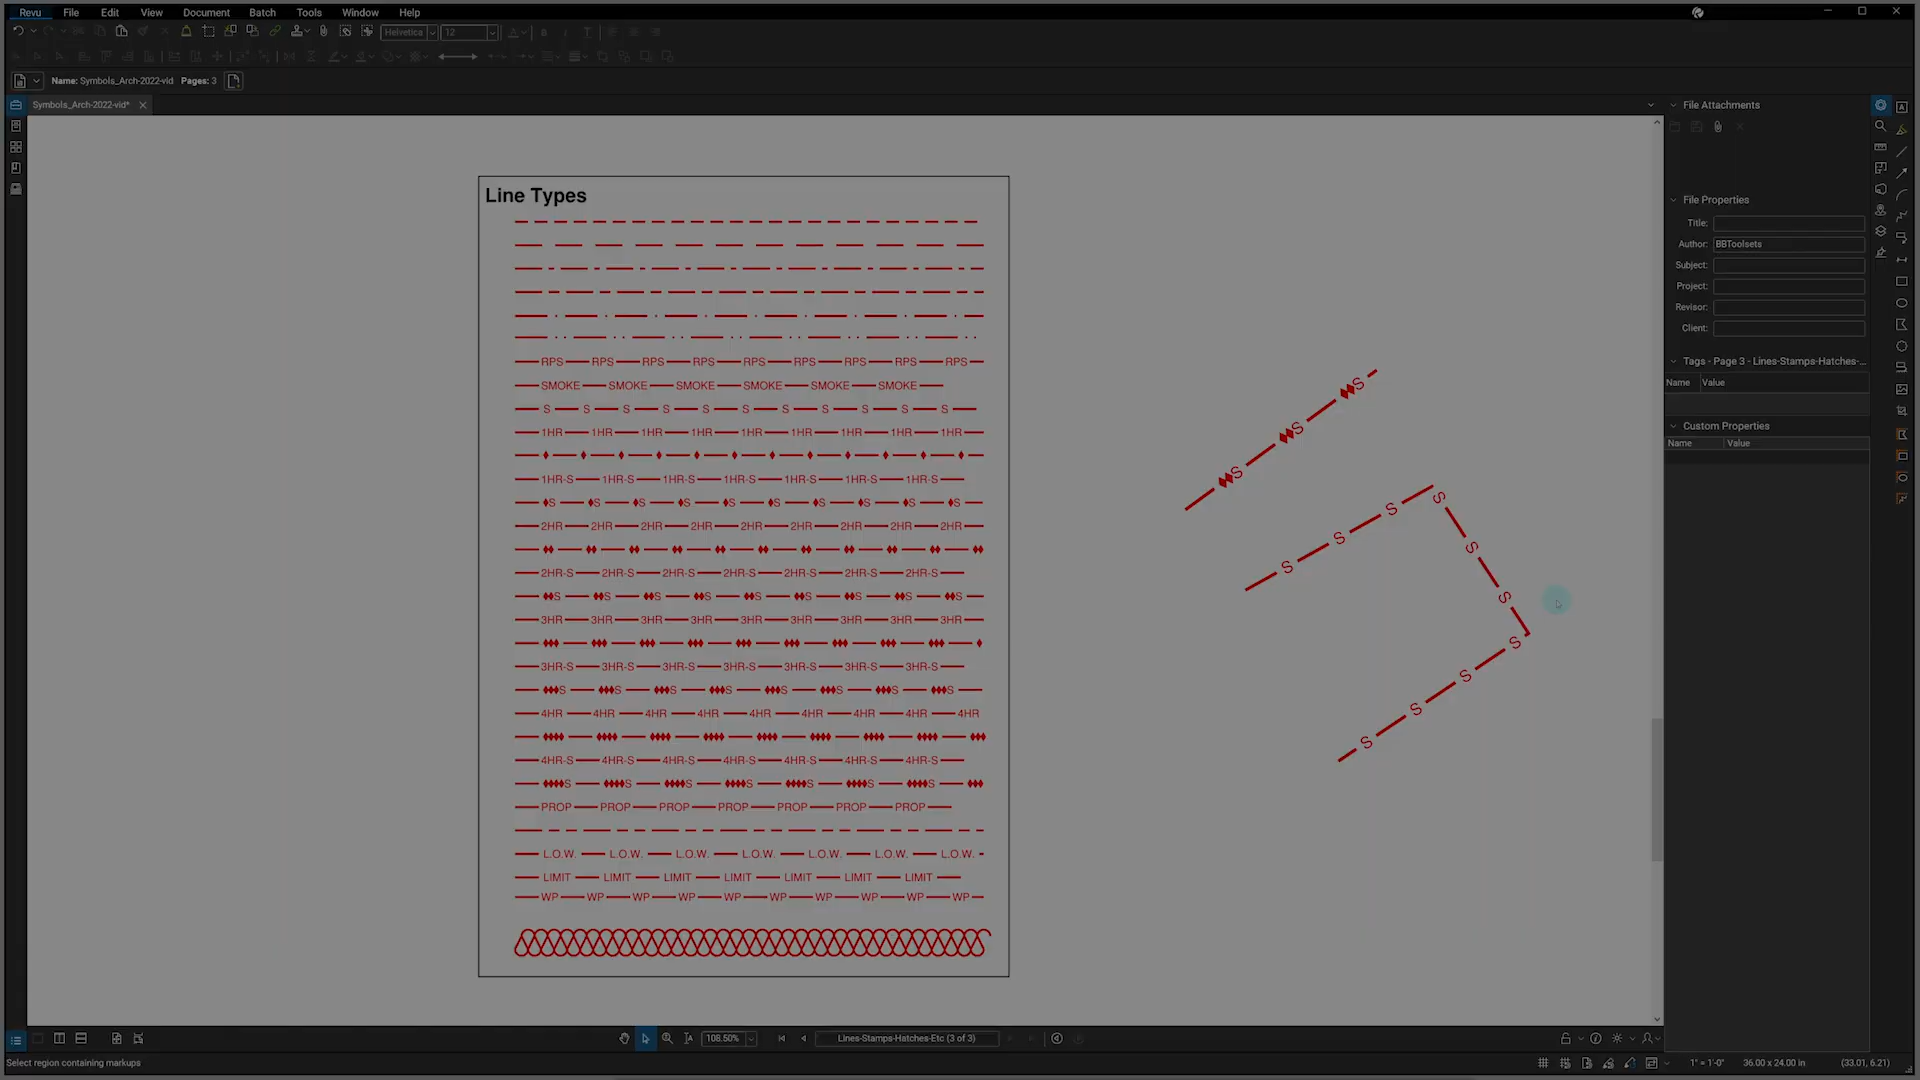 Revu File Edit View Document Batch Tools Window Help
Helvetica 12
Name: Symbols_Arch-2022-vid Pages: 3
Symbols_Arch-2022-vid*
Line Types
RPS RPS RPS RPS RPS RPS RPS RPS RPS
SMOKE SMOKE SMOKE SMOKE SMOKE SMOKE
S S S S S S S S S S S
1HR 1HR 1HR 1HR 1HR 1HR 1HR 1HR 1HR
1HR-S 1HR-S 1HR-S 1HR-S 1HR-S 1HR-S 1HR-S
S S S S S S S S S S
2HR 2HR 2HR 2HR 2HR 2HR 2HR 2HR 2HR
2HR-S 2HR-S 2HR-S 2HR-S 2HR-S 2HR-S 2HR-S
S S S S S S S S S
3HR 3HR 3HR 3HR 3HR 3HR 3HR 3HR 3HR
3HR-S 3HR-S 3HR-S 3HR-S 3HR-S 3HR-S 3HR-S
S S S S S S S S
4HR 4HR 4HR 4HR 4HR 4HR 4HR 4HR 4HR
4HR-S 4HR-S 4HR-S 4HR-S 4HR-S 4HR-S 4HR-S
S S S S S S S
PROP PROP PROP PROP PROP PROP PROP
L.O.W. L.O.W. L.O.W. L.O.W. L.O.W. L.O.W. L.O.W.
LIMIT LIMIT LIMIT LIMIT LIMIT LIMIT LIMIT
WP WP WP WP WP WP WP WP WP WP
S S S
S S S S S S
S S S S
File Attachments
File Properties
Title:
Author: BBToolsets
Subject:
Project:
Revisor:
Client:
Tags - Page 3 - Lines-Stamps-Hatches-...
Name Value
Custom Properties
Name Value
108.50% Lines-Stamps-Hatches-Etc (3 of 3)
Select region containing markups
1" = 1'-0" 36.00 x 24.00 in (33.01, 6.21)